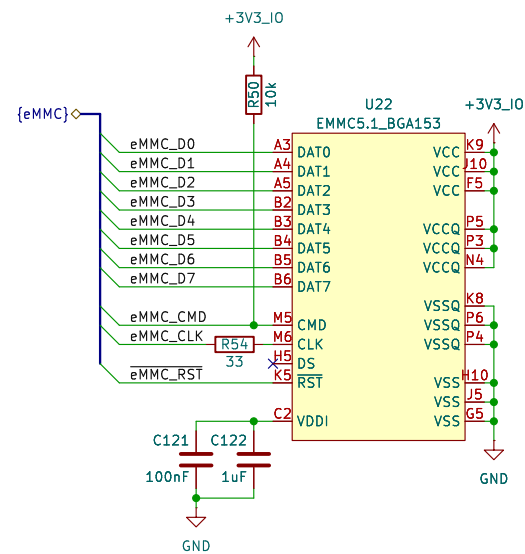 +3V3_IO
R50
10k
{eMMC}
U22
EMMC5.1_BGA153
+3V3_IO
eMMC_D0 A3 DAT0 VCC K9
eMMC_D1 A4 DAT1 VCC J10
eMMC_D2 A5 DAT2 VCC F5
eMMC_D3 B2 DAT3
eMMC_D4 B3 DAT4 VCCQ P5
eMMC_D5 B4 DAT5 VCCQ P3
eMMC_D6 B5 DAT6 VCCQ N4
eMMC_D7 B6 DAT7
VSSQ K8
eMMC_CMD M5 CMD VSSQ P6
eMMC_CLK R54 M6 CLK VSSQ P4
33
H5 DS
eMMC_RST K5 RST VSS H10
VSS J5
C2 VDDI VSS G5
C121 C122
100nF 1uF
GND
GND